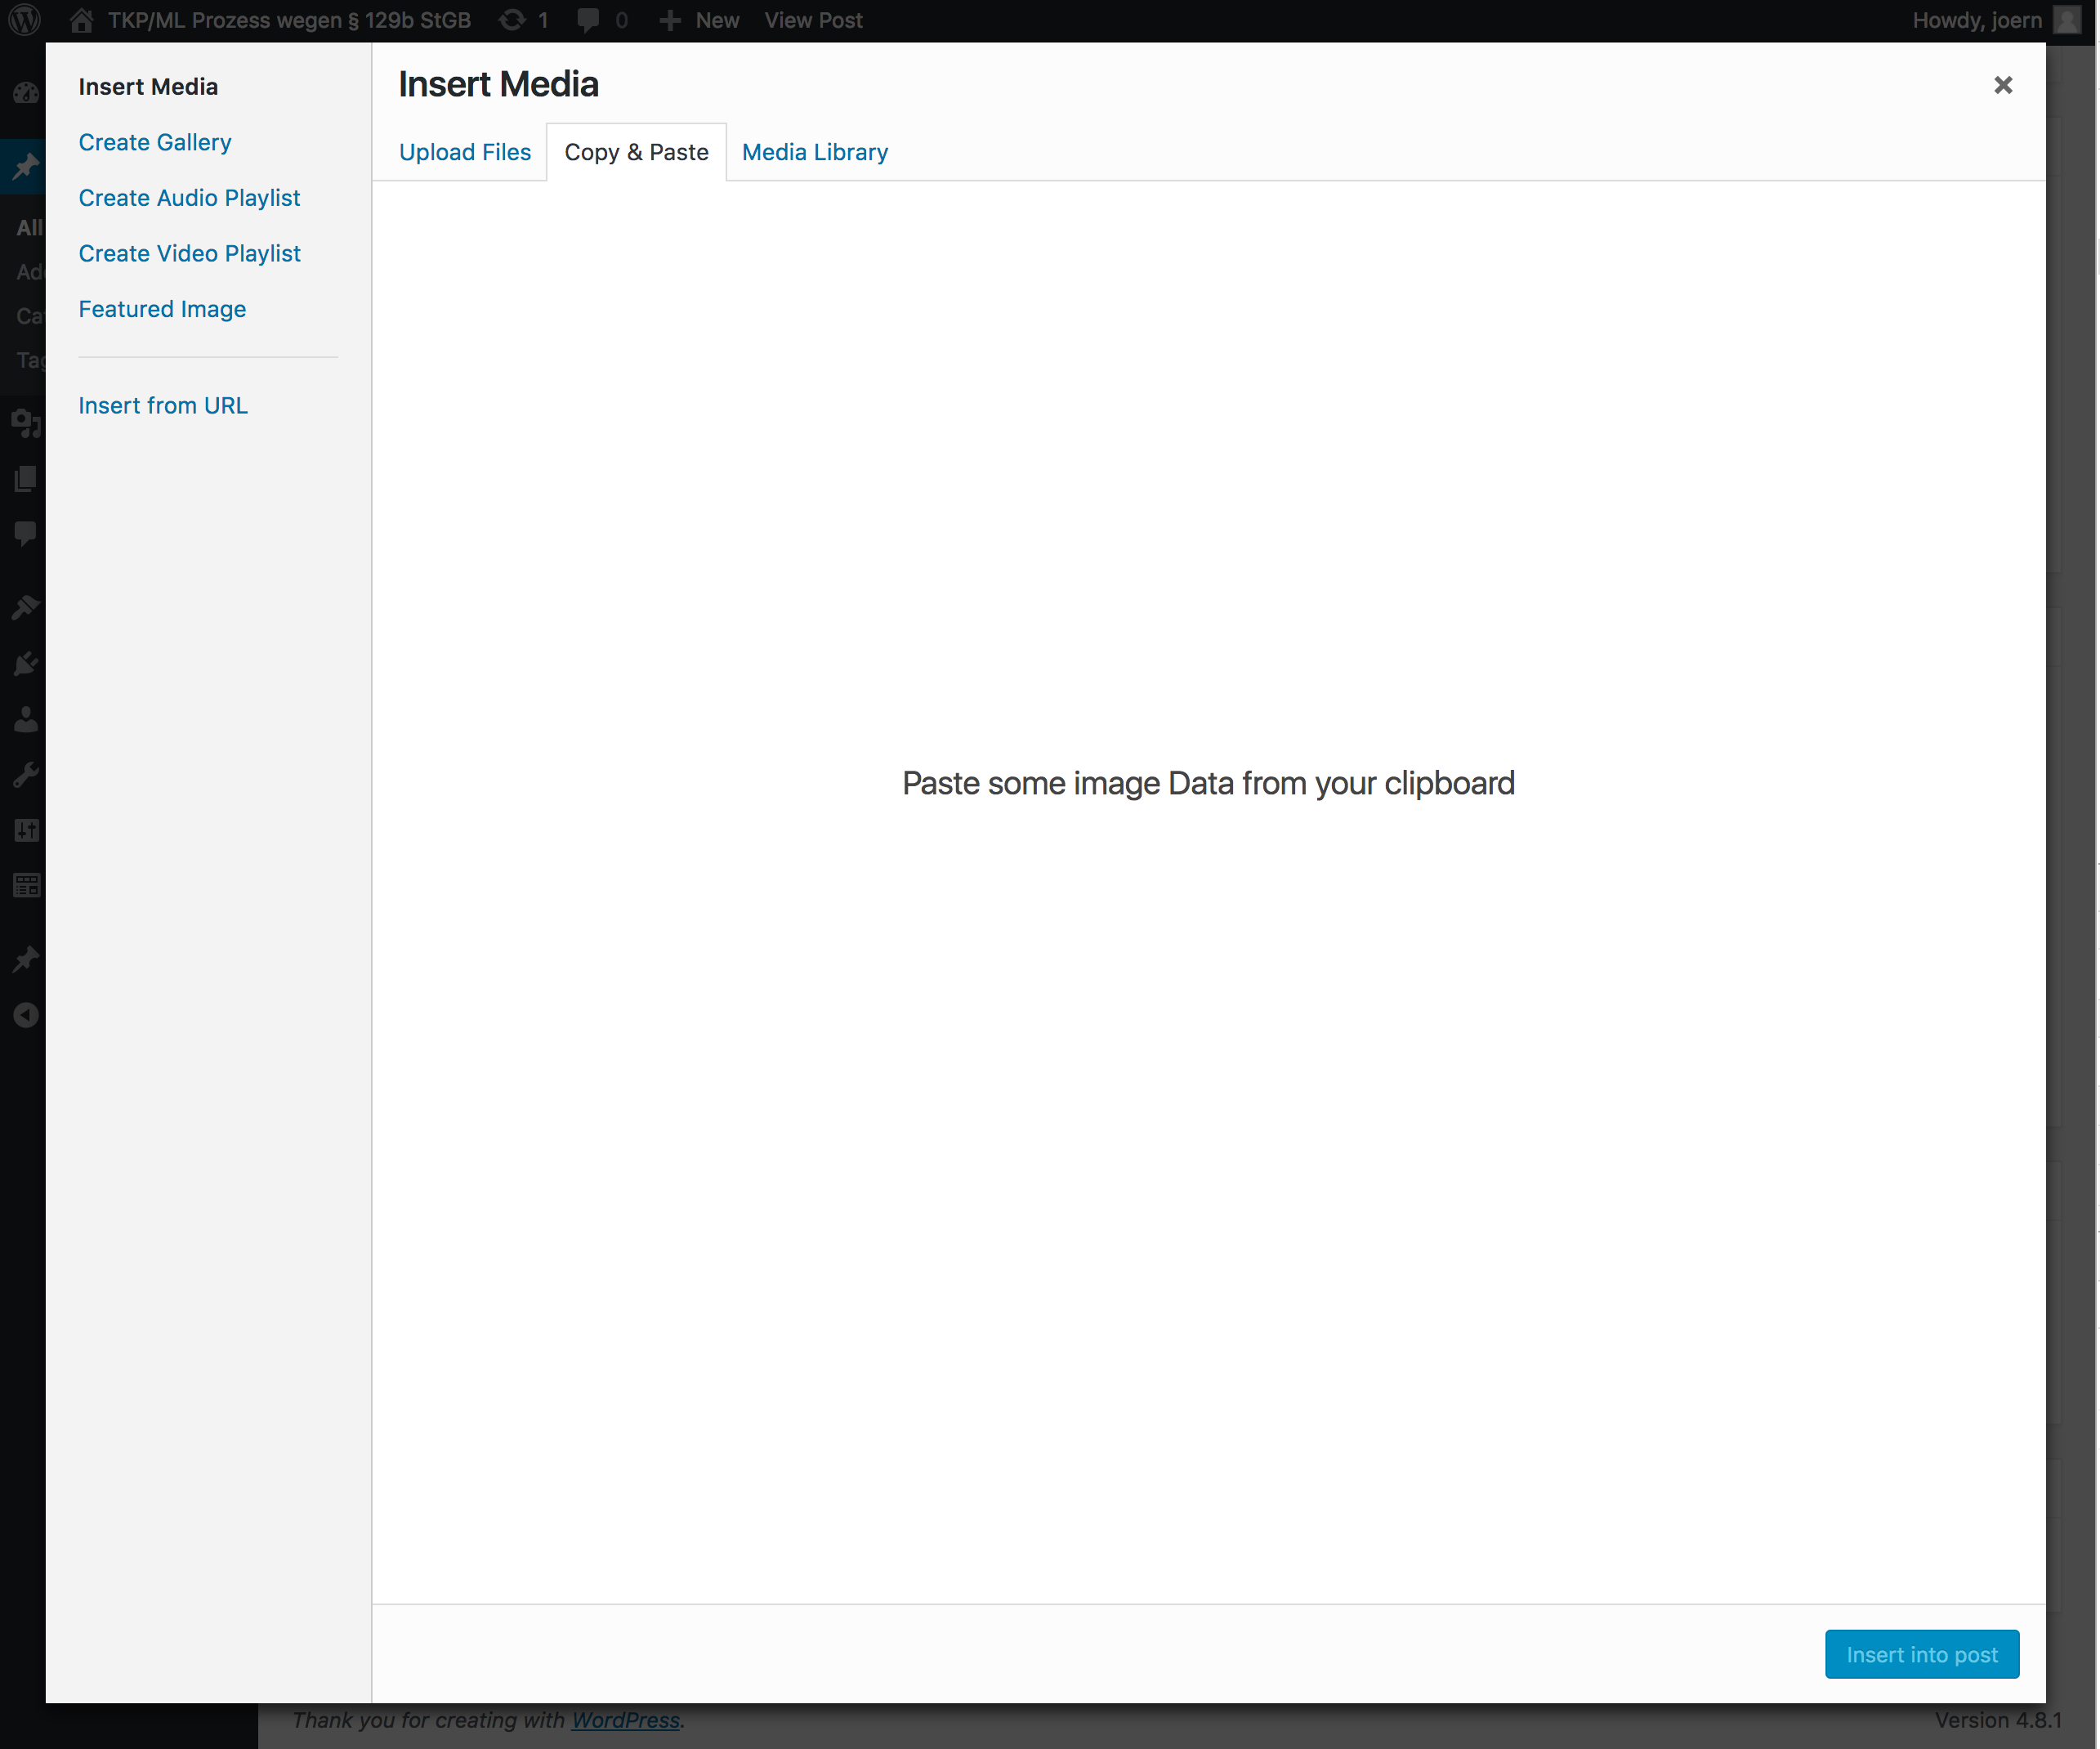 TKP/ML Prozess wegen § 129b StGB 1 0 New View Post Howdy, joern
Insert Media
Create Gallery
Create Audio Playlist
Create Video Playlist
Featured Image
Insert from URL
All
Insert Media
Upload Files Copy & Paste Media Library
Paste some image Data from your clipboard
Insert into post
Thank you for creating with WordPress. Version 4.8.1